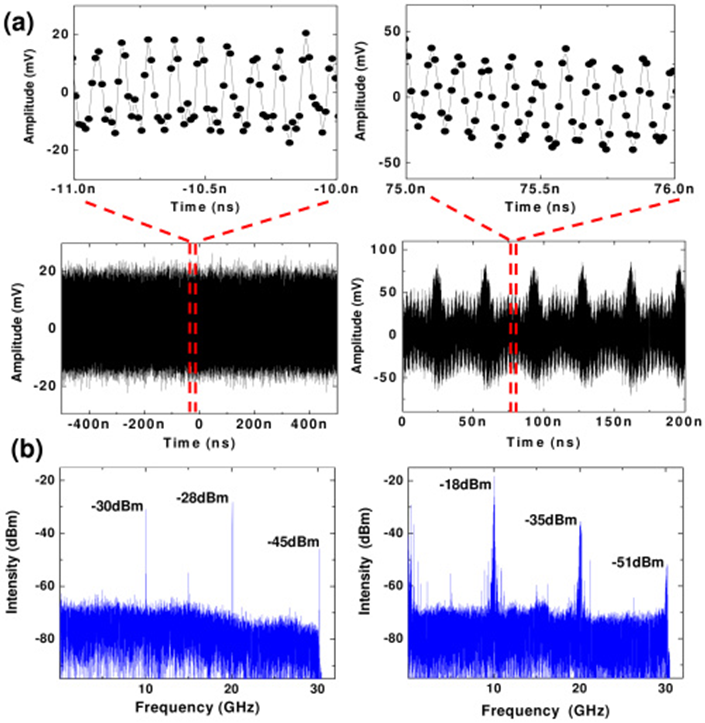 (a)
Amplitude (mV)
20
0
-20
-11.0n -10.5n -10.0n
Time (ns)
Amplitude (mV)
50
0
-50
75.0n 75.5n 76.0n
Time (ns)
Amplitude (mV)
20
0
-20
-400n -200n 0 200n 400n
Time (ns)
Amplitude (mV)
100
50
0
-50
0 50n 100n 150n 200n
Time (ns)
(b)
Intensity (dBm)
-20
-40
-60
-80
-30dBm
-28dBm
-45dBm
10 20 30
Frequency (GHz)
Intensity (dBm)
-20
-40
-60
-80
-18dBm
-35dBm
-51dBm
10 20 30
Frequency (GHz)